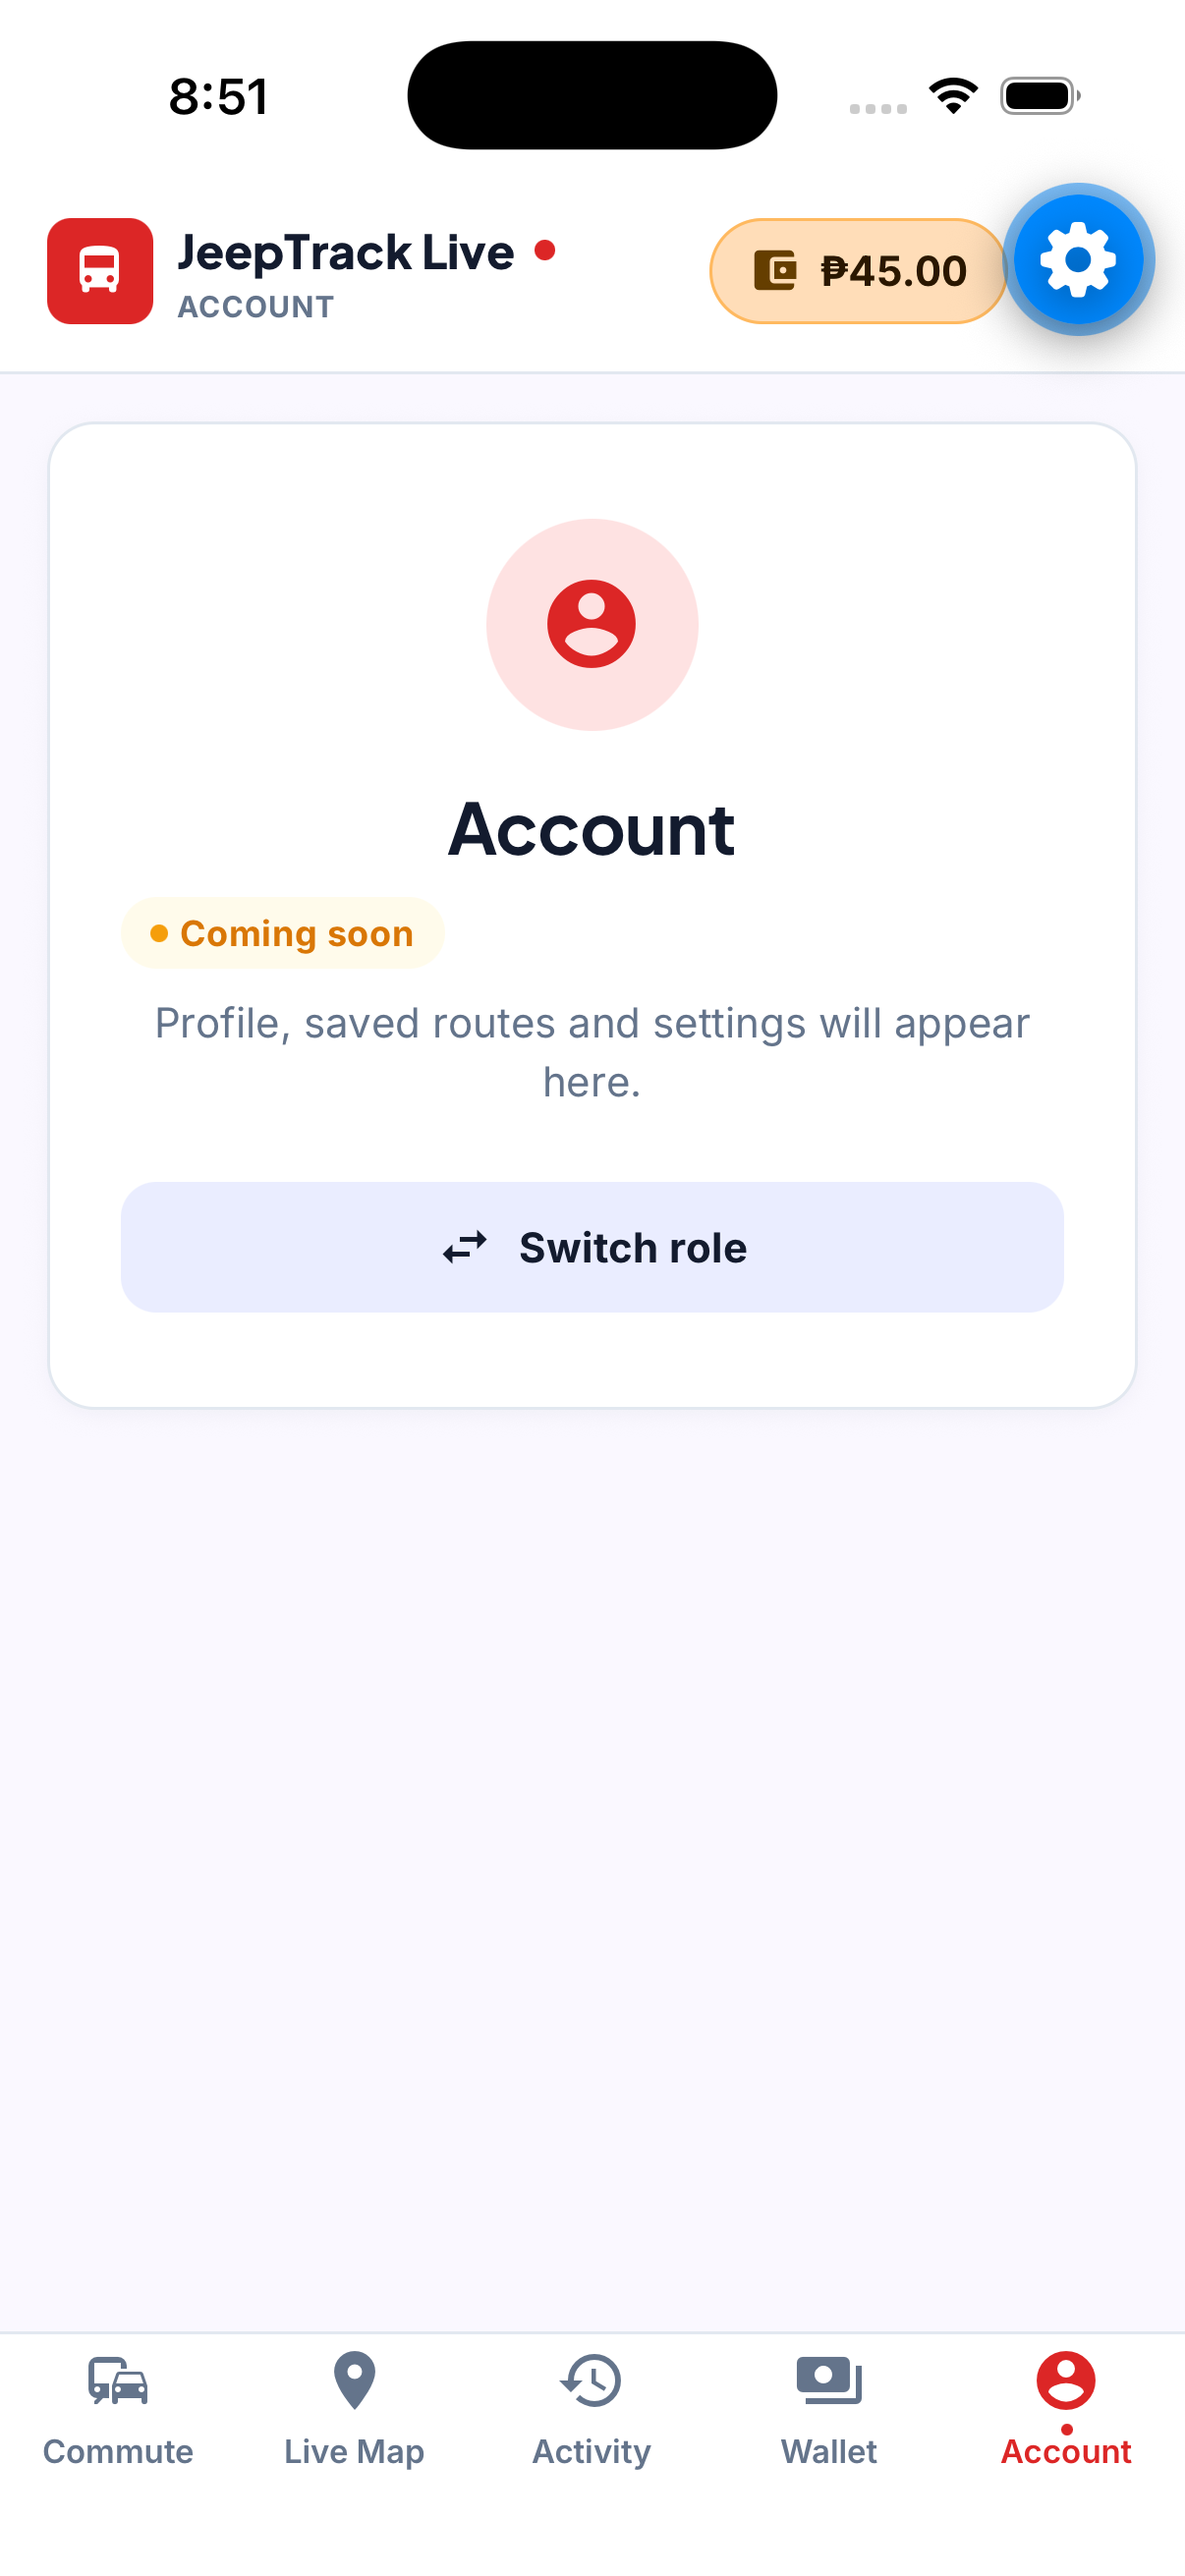 8:51
JeepTrack Live
ACCOUNT
₱45.00
Account
Coming soon
Profile, saved routes and settings will appear
here.
Switch role
Commute
Live Map
Activity
Wallet
Account